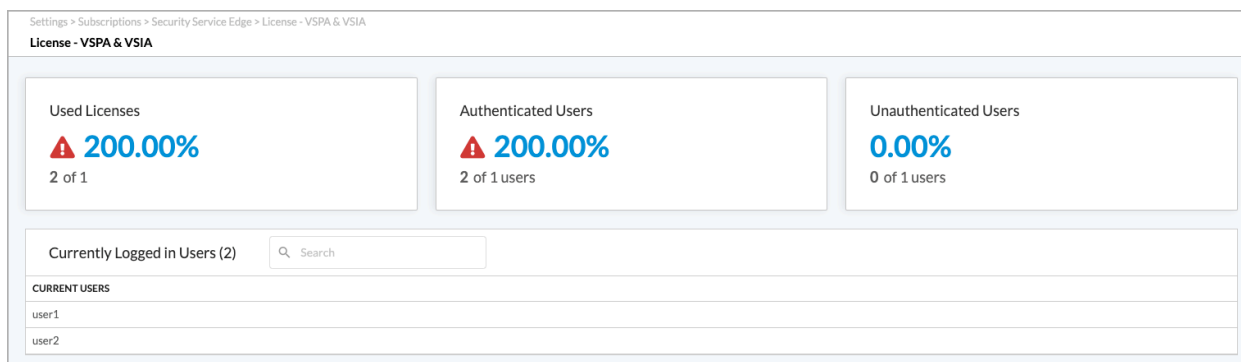 Settings > Subscriptions > Security Service Edge > License - VSPA & VSIA
License - VSPA & VSIA
Used Licenses
200.00%
2 of 1
Authenticated Users
200.00%
2 of 1 users
Unauthenticated Users
0.00%
0 of 1 users
Currently Logged in Users (2)
Search
CURRENT USERS
user1
user2